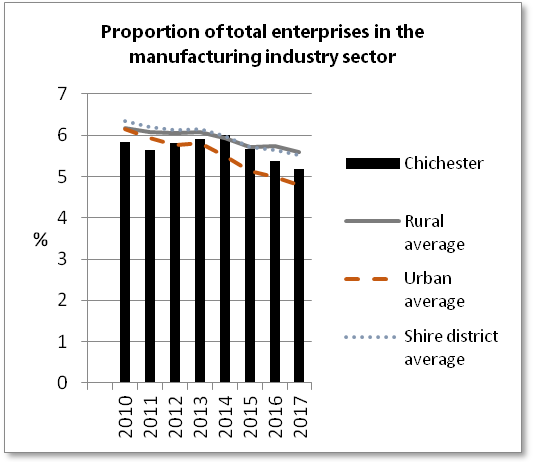 Proportion of total enterprises in the
manufacturing industry sector
7
6
5
4
3
2
1
0
%
2010
2011
2012
2013
2014
2015
2016
2017
Chichester
Rural
average
Urban
average
Shire district
average